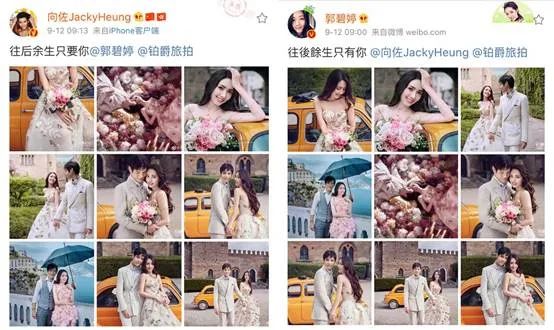 向佐JackyHeung
9-12 09:13 来自iPhone客户端
往后余生只要你@郭碧婷 @铂爵旅拍
郭碧婷
9-12 09:00 来自微博 weibo.com
往後餘生只有你 @向佐JackyHeung @铂爵旅拍